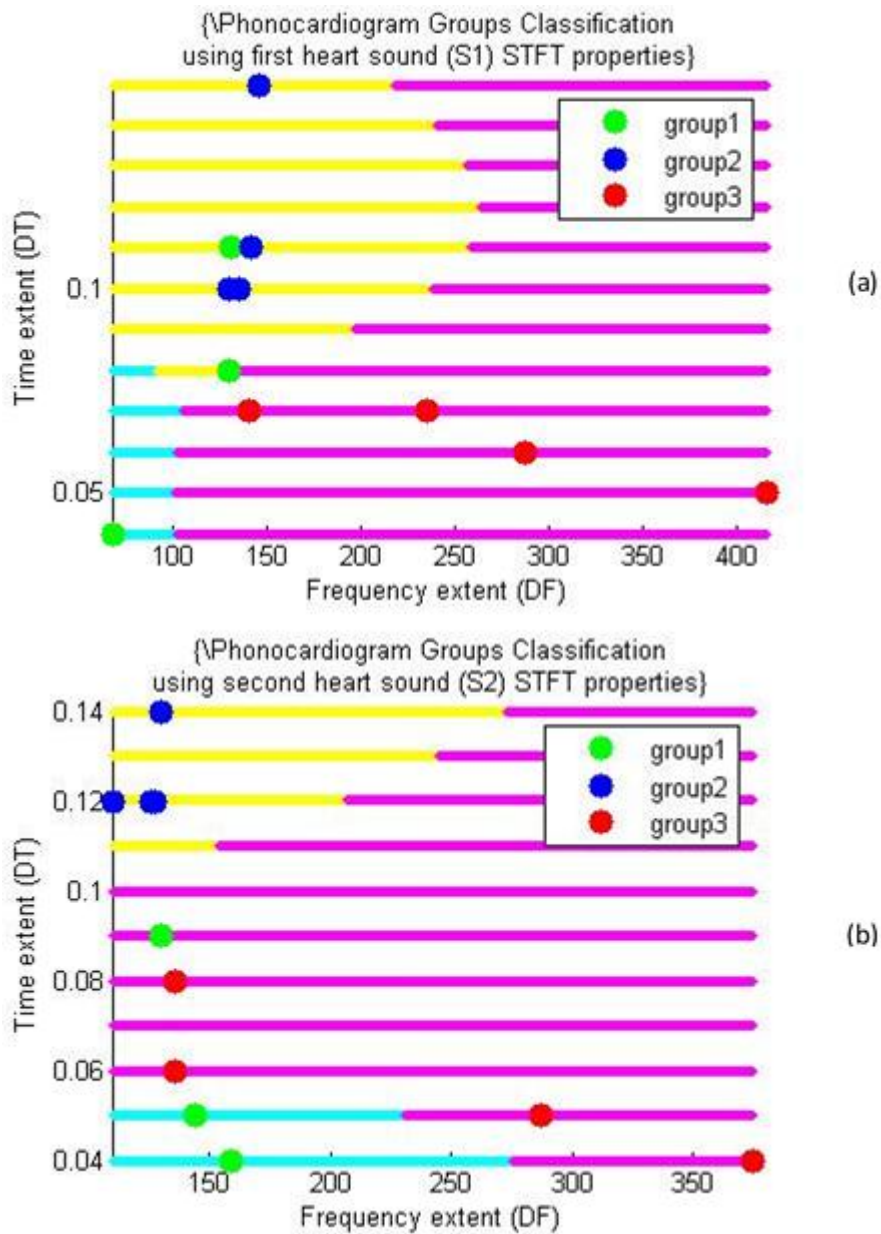 {\Phonocardiogram Groups Classification
using first heart sound (S1) STFT properties}
group1
group2
group3
Time extent (DT)
0.1
0.05
100 150 200 250 300 350 400
Frequency extent (DF)
(a)
{\Phonocardiogram Groups Classification
using second heart sound (S2) STFT properties}
0.14
0.12
0.1
0.08
0.06
0.04
group1
group2
group3
Time extent (DT)
150 200 250 300 350
Frequency extent (DF)
(b)